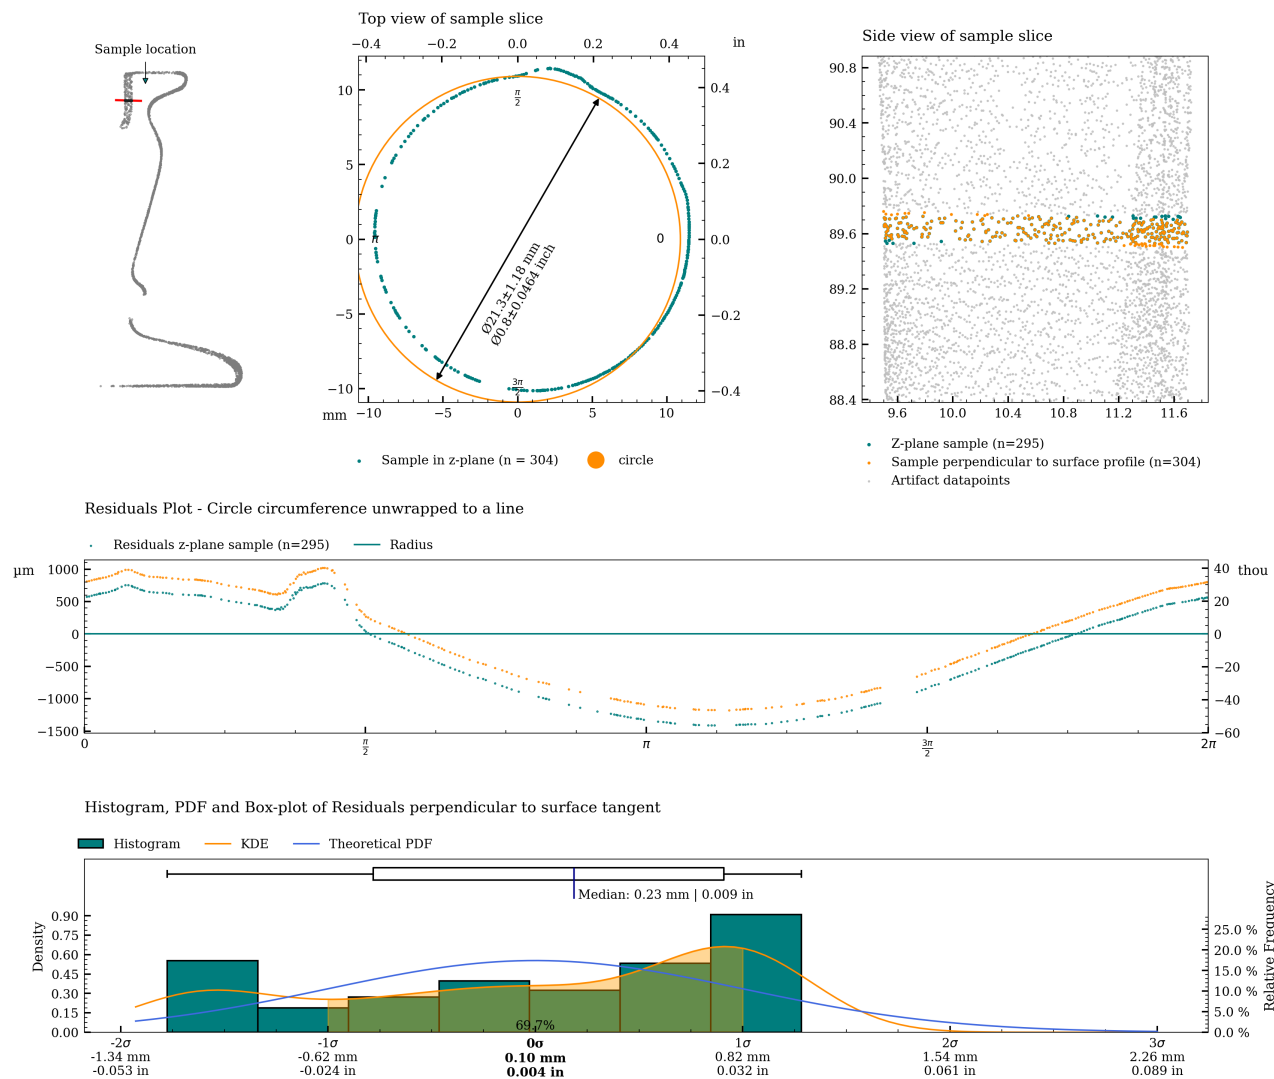 Sample location
Top view of sample slice
−0.4 −0.2 0.0 0.2 0.4 in
10 5 0 −5 −10
0.4 0.2 0.0 −0.2 −0.4
π/2
π
0
3π/2
Ø21.3±1.18 mm
Ø0.8±0.0464 inch
mm −10 −5 0 5 10
Sample in z-plane (n = 304) circle
Side view of sample slice
90.8
90.4
90.0
89.6
89.2
88.8
88.4
9.6 10.0 10.4 10.8 11.2 11.6
Z-plane sample (n=295)
Sample perpendicular to surface profile (n=304)
Artifact datapoints
Residuals Plot - Circle circumference unwrapped to a line
Residuals z-plane sample (n=295) Radius
µm
1000
500
0
−500
−1000
−1500
40 thou
20
0
−20
−40
−60
0 π/2 π 3π/2 2π
Histogram, PDF and Box-plot of Residuals perpendicular to surface tangent
Histogram KDE Theoretical PDF
Median: 0.23 mm | 0.009 in
Density
0.90
0.75
0.60
0.45
0.30
0.15
0.00
Relative Frequency
25.0 %
20.0 %
15.0 %
10.0 %
5.0 %
0.0 %
69.7%
-2σ -1σ 0σ 1σ 2σ 3σ
-1.34 mm -0.62 mm 0.10 mm 0.82 mm 1.54 mm 2.26 mm
-0.053 in -0.024 in 0.004 in 0.032 in 0.061 in 0.089 in